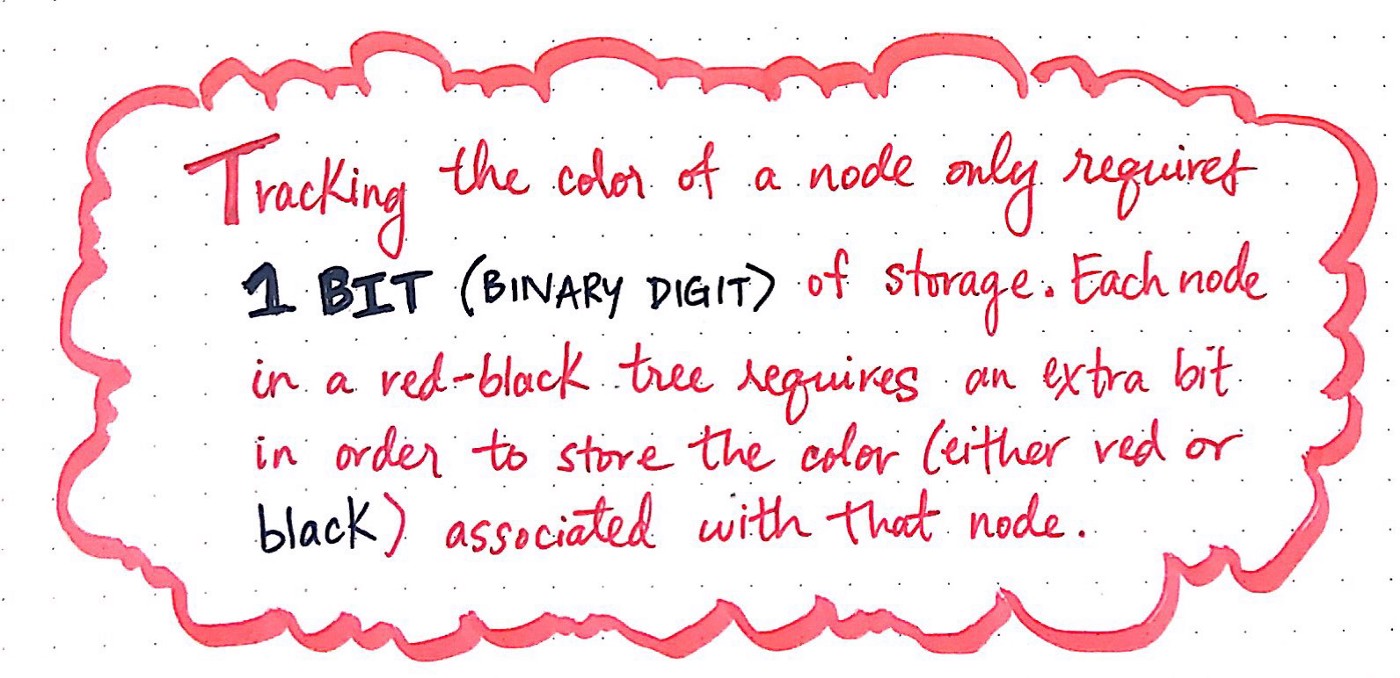 Tracking the color of a node only requires
1 BIT (BINARY DIGIT) of storage. Each node
in a red-black tree requires an extra bit
in order to store the color (either red or
black) associated with that node.